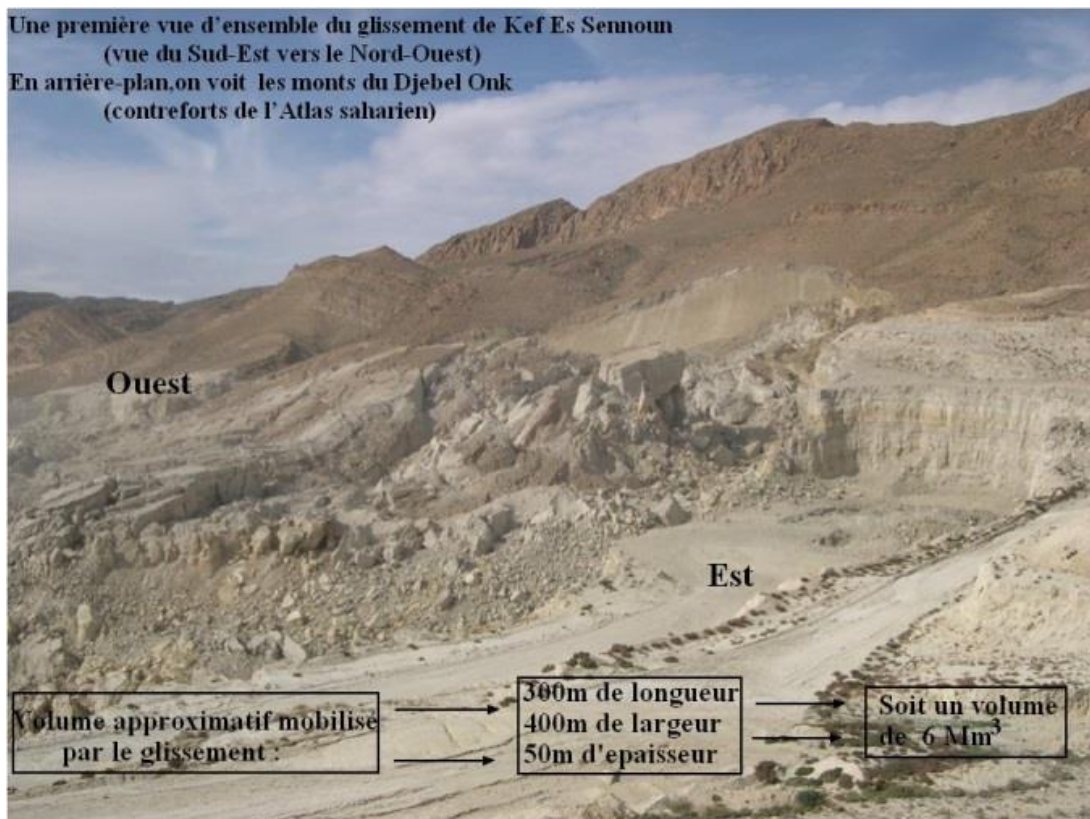 Une première vue d'ensemble du glissement de Kef Es Sennoun
(vue du Sud-Est vers le Nord-Ouest)
En arrière-plan,on voit les monts du Djebel Onk
(contreforts de l'Atlas saharien)
Ouest
Est
Volume approximatif mobilisé
par le glissement :
300m de longueur
400m de largeur
50m d'epaisseur
Soit un volume
de 6 Mm³